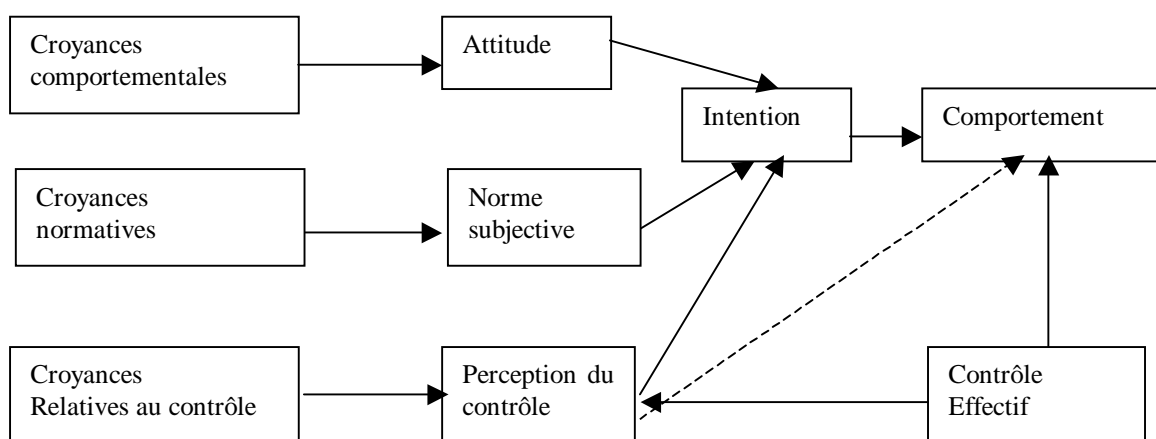 Croyances
comportementales
Attitude
Intention
Comportement
Croyances
normatives
Norme
subjective
Croyances
Relatives au contrôle
Perception du
contrôle
Contrôle
Effectif